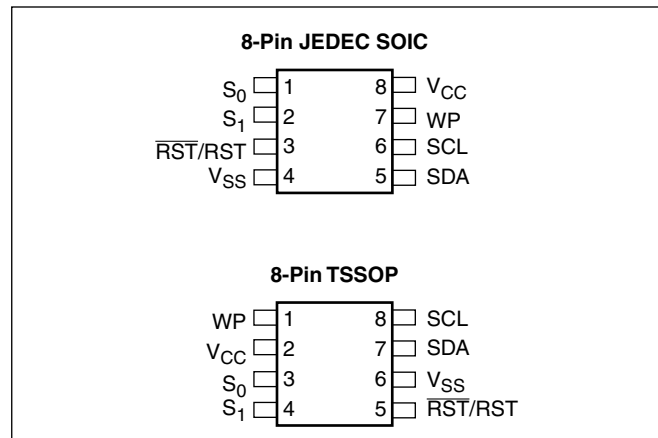 8-Pin JEDEC SOIC
S0 1 8 VCC
S1 2 7 WP
R̅S̅T̅/RST 3 6 SCL
VSS 4 5 SDA
8-Pin TSSOP
WP 1 8 SCL
VCC 2 7 SDA
S0 3 6 VSS
S1 4 5 R̅S̅T̅/RST